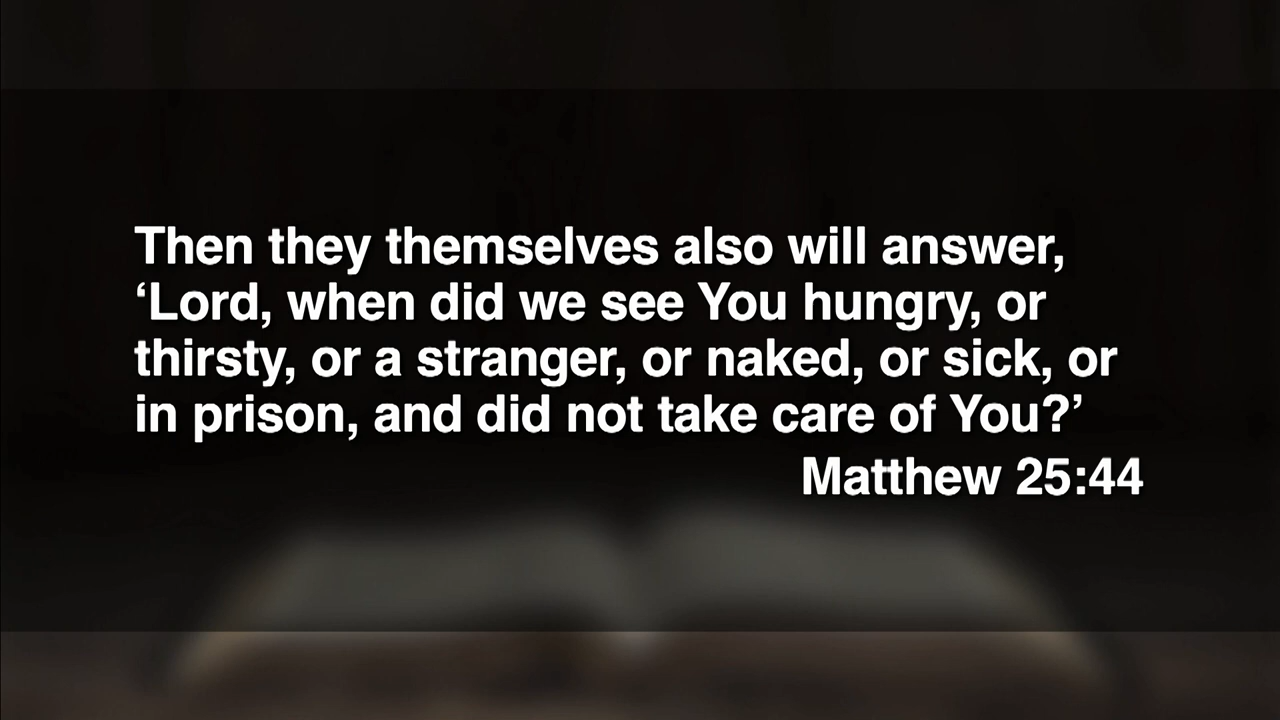 Then they themselves also will answer,
‘Lord, when did we see You hungry, or
thirsty, or a stranger, or naked, or sick, or
in prison, and did not take care of You?’
Matthew 25:44